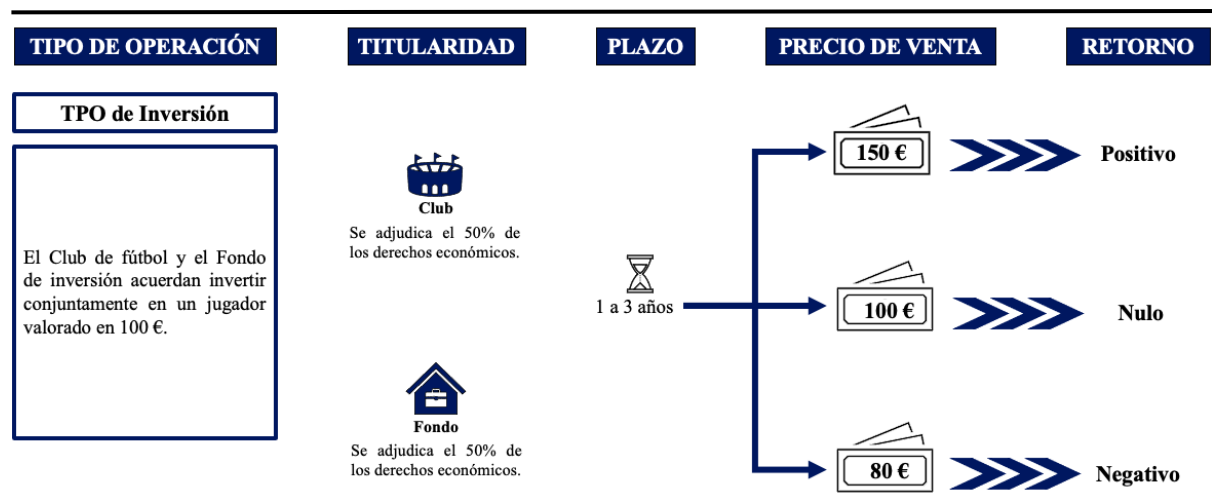 TIPO DE OPERACIÓN
TITULARIDAD
PLAZO
PRECIO DE VENTA
RETORNO
TPO de Inversión
El Club de fútbol y el Fondo
de inversión acuerdan invertir
conjuntamente en un jugador
valorado en 100 €.
Club
Se adjudica el 50% de
los derechos económicos.
Fondo
Se adjudica el 50% de
los derechos económicos.
1 a 3 años
150 €
Positivo
100 €
Nulo
80 €
Negativo